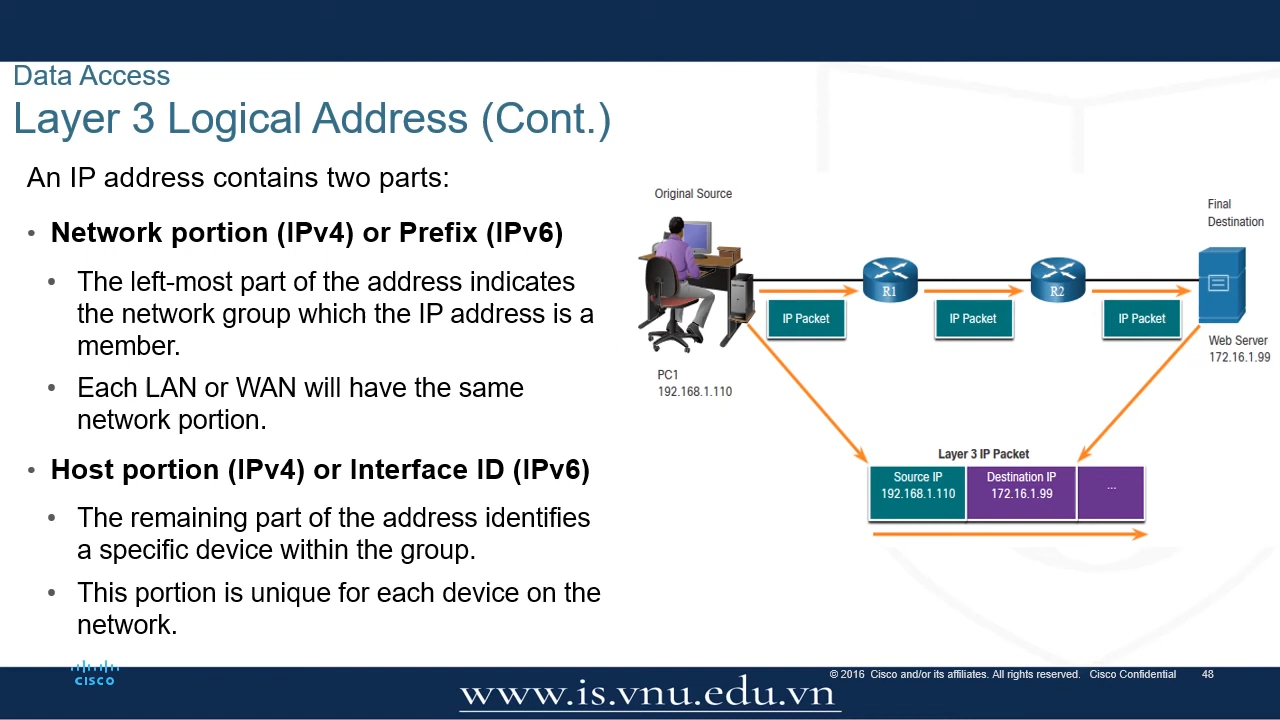 Data Access
Layer 3 Logical Address (Cont.)
An IP address contains two parts:
• Network portion (IPv4) or Prefix (IPv6)
• The left-most part of the address indicates
the network group which the IP address is a
member.
• Each LAN or WAN will have the same
network portion.
• Host portion (IPv4) or Interface ID (IPv6)
• The remaining part of the address identifies
a specific device within the group.
• This portion is unique for each device on the
network.
Original Source
Final
Destination
R1
R2
IP Packet
IP Packet
IP Packet
PC1
192.168.1.110
Web Server
172.16.1.99
Layer 3 IP Packet
Source IP
192.168.1.110
Destination IP
172.16.1.99
...
CISCO
© 2016 Cisco and/or its affiliates. All rights reserved. Cisco Confidential
48
www.is.vnu.edu.vn